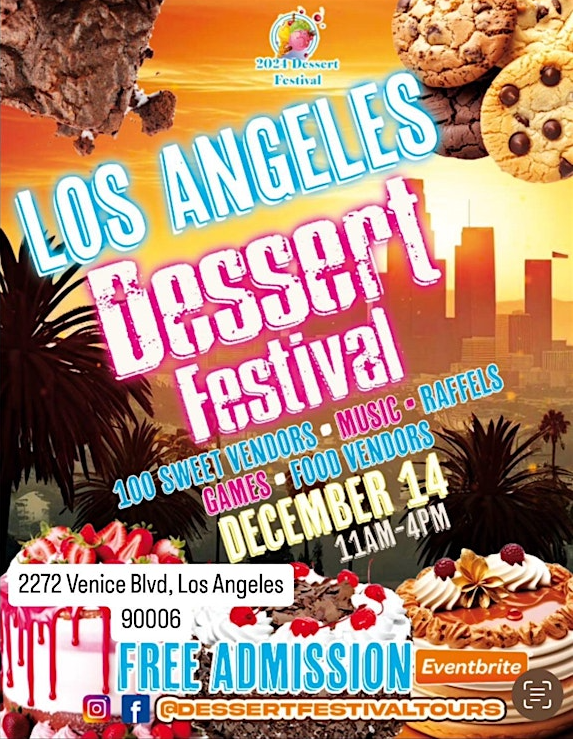 2024 Dessert
Festival
LOS ANGELES
Dessert
Festival
100 SWEET VENDORS • MUSIC • RAFFELS
GAMES • FOOD VENDORS
DECEMBER 14
11AM-4PM
2272 Venice Blvd, Los Angeles
90006
FREE ADMISSION
Eventbrite
@DESSERTFESTIVALTOURS